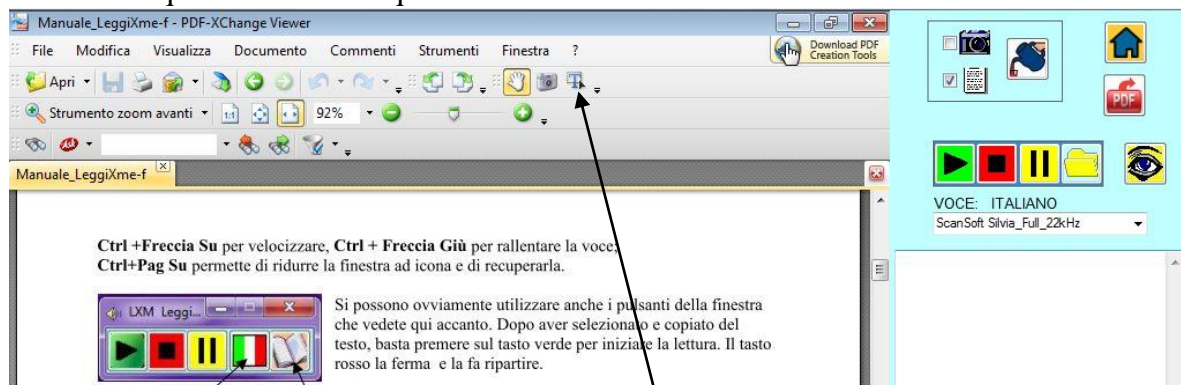 Manuale_LeggiXme-f - PDF-XChange Viewer
File Modifica Visualizza Documento Commenti Strumenti Finestra ?
Download PDF
Creation Tools
Apri
Strumento zoom avanti 1:1 92%
Manuale_LeggiXme-f
Ctrl +Freccia Su per velocizzare, Ctrl + Freccia Giù per rallentare la voce,
Ctrl+Pag Su permette di ridurre la finestra ad icona e di recuperarla.
LXM Leggi...
Si possono ovviamente utilizzare anche i pulsanti della finestra
che vedete qui accanto. Dopo aver selezionato e copiato del
testo, basta premere sul tasto verde per iniziare la lettura. Il tasto
rosso la ferma e la fa ripartire.
PDF
VOCE: ITALIANO
ScanSoft Silvia_Full_22kHz